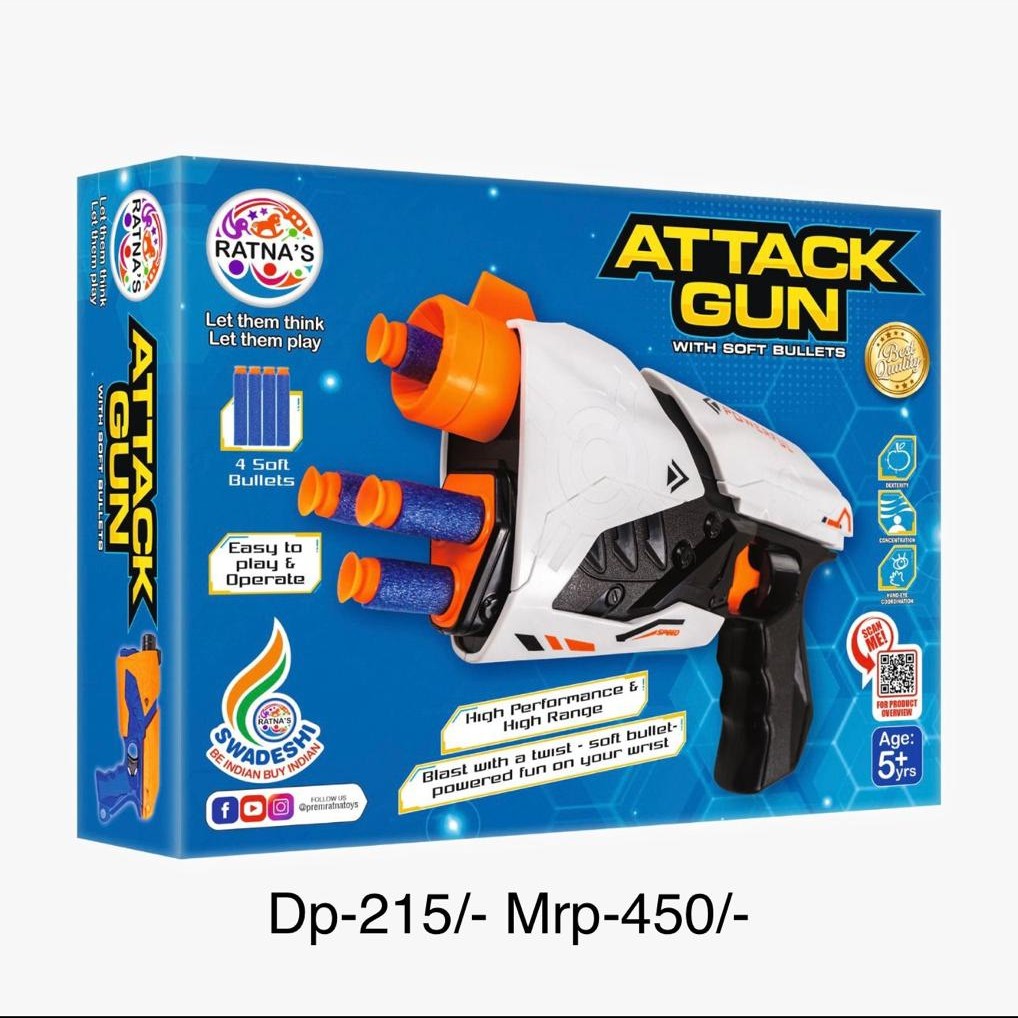 Let them think
Let them play
RATNA'S
ATTACK
GUN
WITH SOFT BULLETS
RATNA'S
Let them think
Let them play
4 Soft
Bullets
Easy to
play &
Operate
RATNA'S
SWADESHI
BE INDIAN BUY INDIAN
FOLLOW US
@premratnatoys
ATTACK
GUN
WITH SOFT BULLETS
Best
Quality
POWERFUL
SPEED
DEXTERITY
CONCENTRATION
HAND-EYE
COORDINATION
SCAN
ME!
FOR PRODUCT
OVERVIEW
Age:
5+
yrs
High Performance &
High Range
Blast with a twist - soft bullet-
powered fun on your wrist
Dp-215/- Mrp-450/-